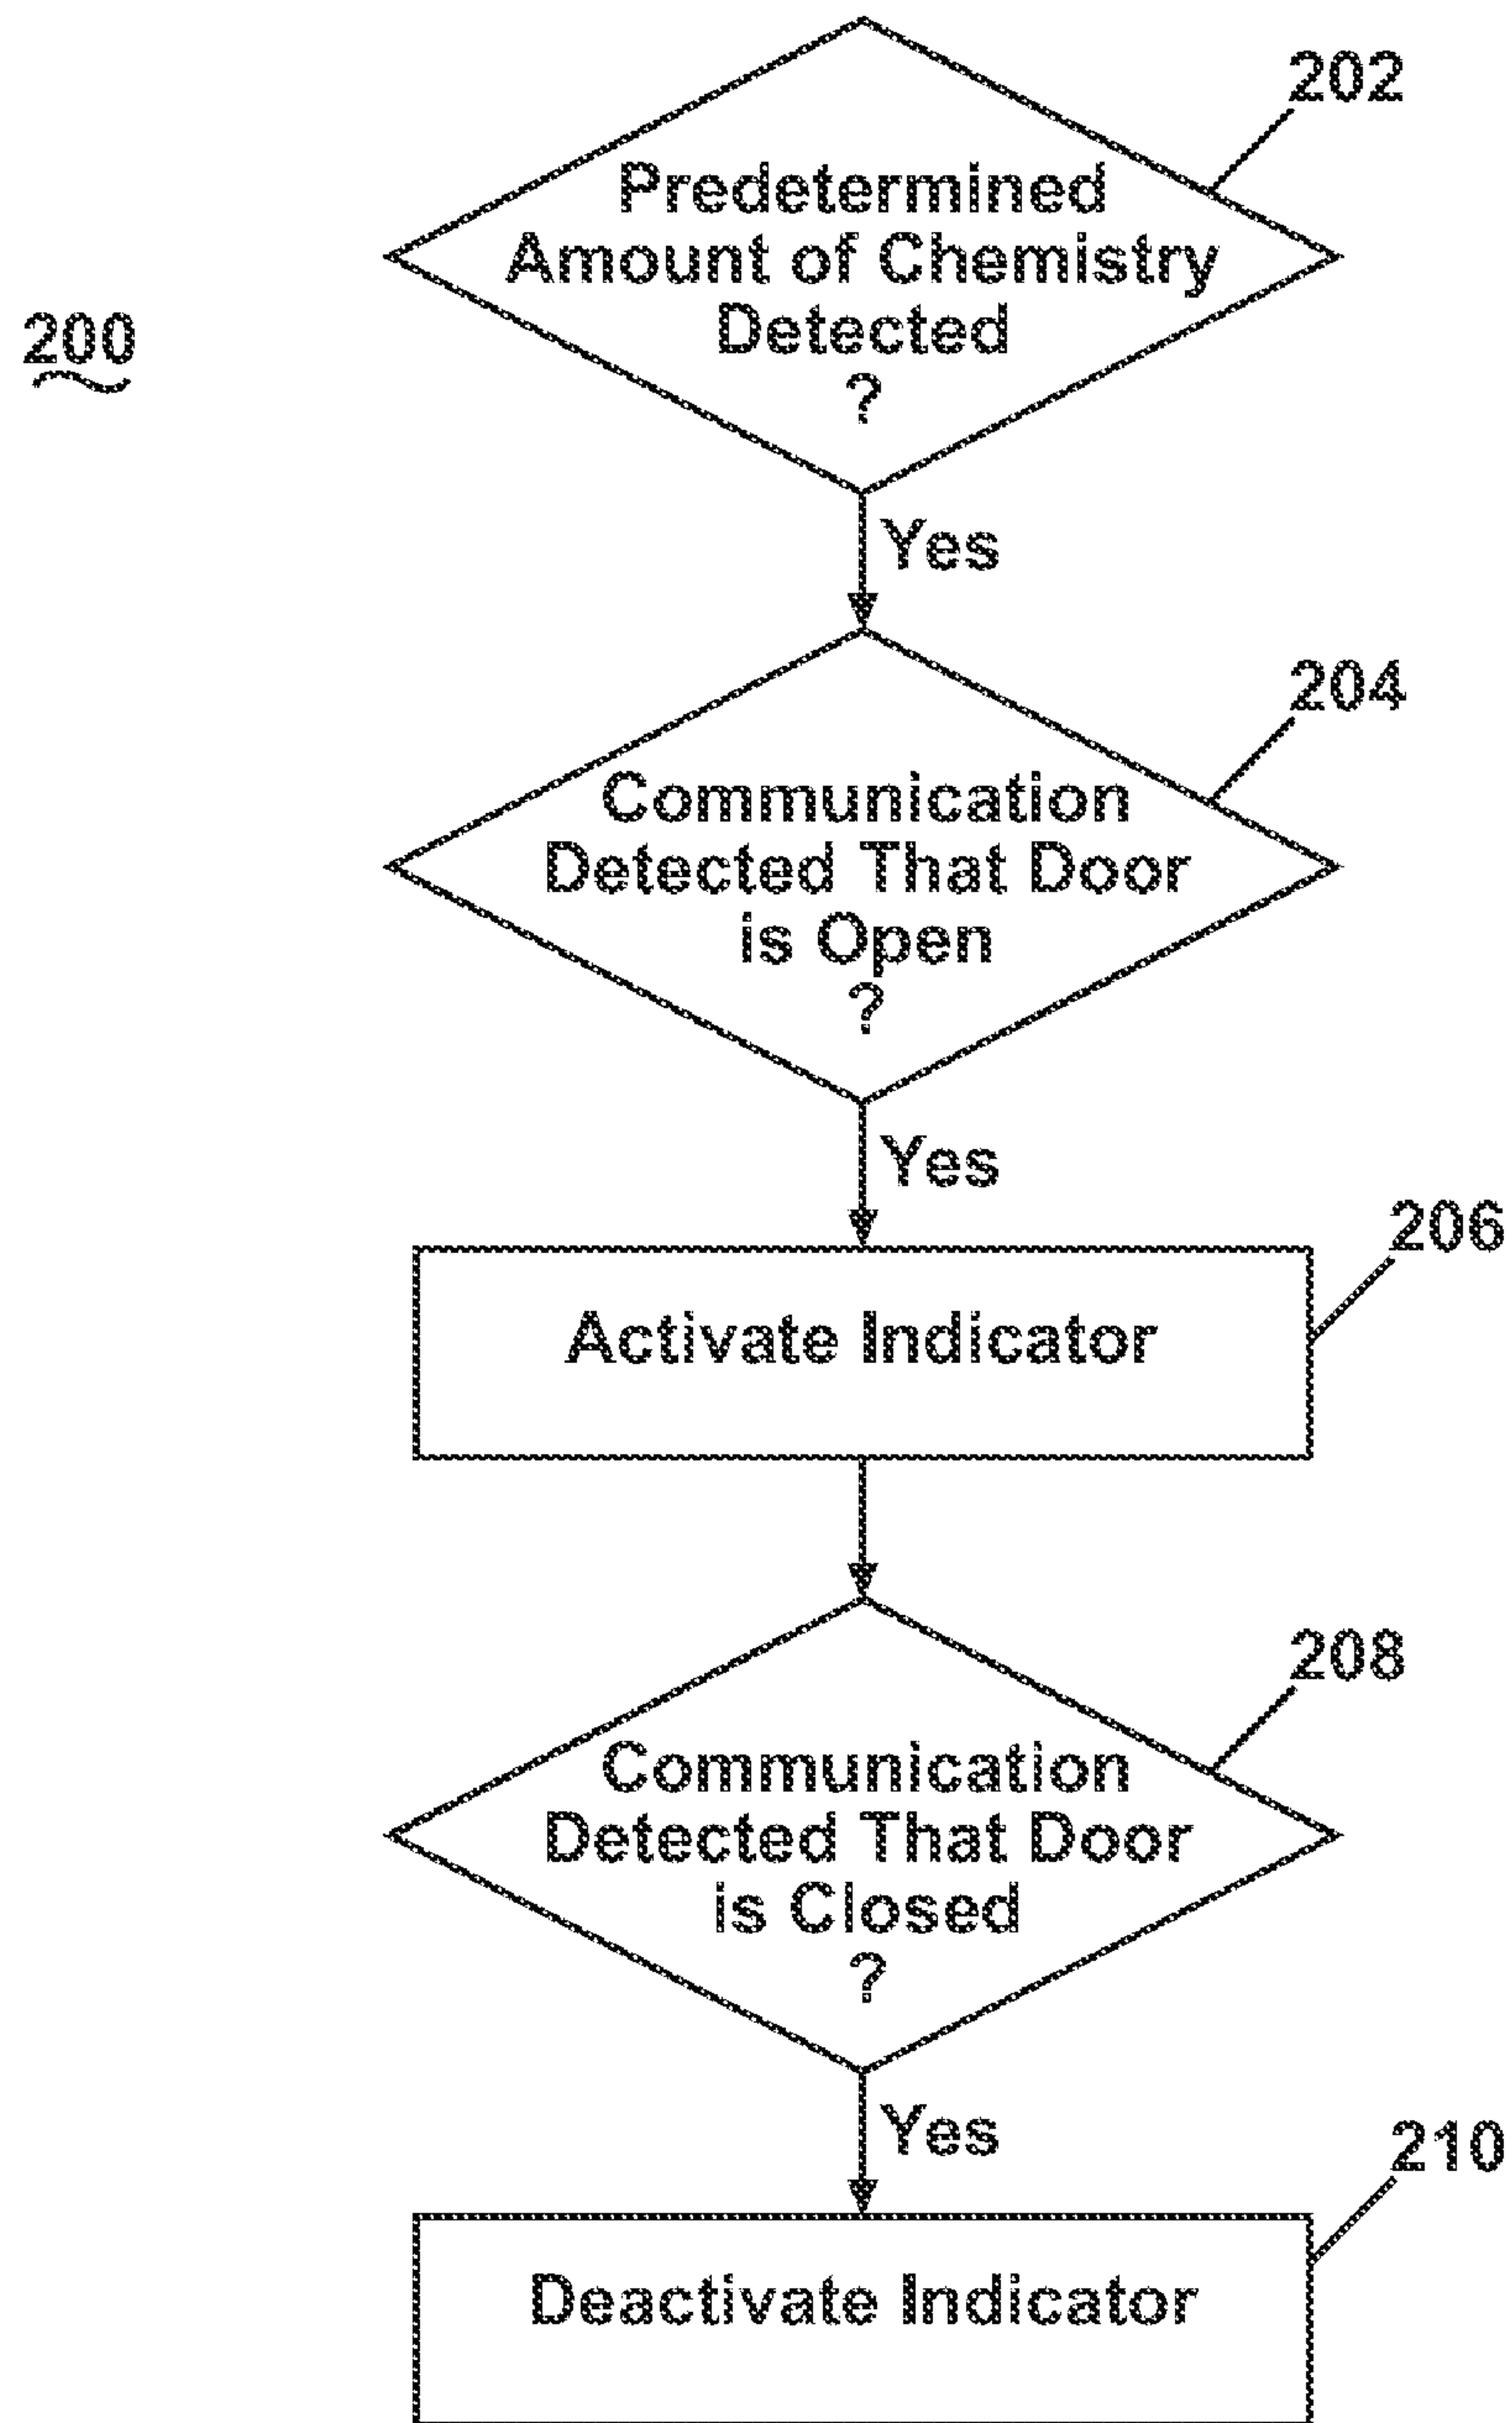 202
Predetermined
Amount of Chemistry
Detected
?
200
Yes
204
Communication
Detected That Door
is Open
?
Yes
206
Activate Indicator
208
Communication
Detected That Door
is Closed
?
Yes
210
Deactivate Indicator